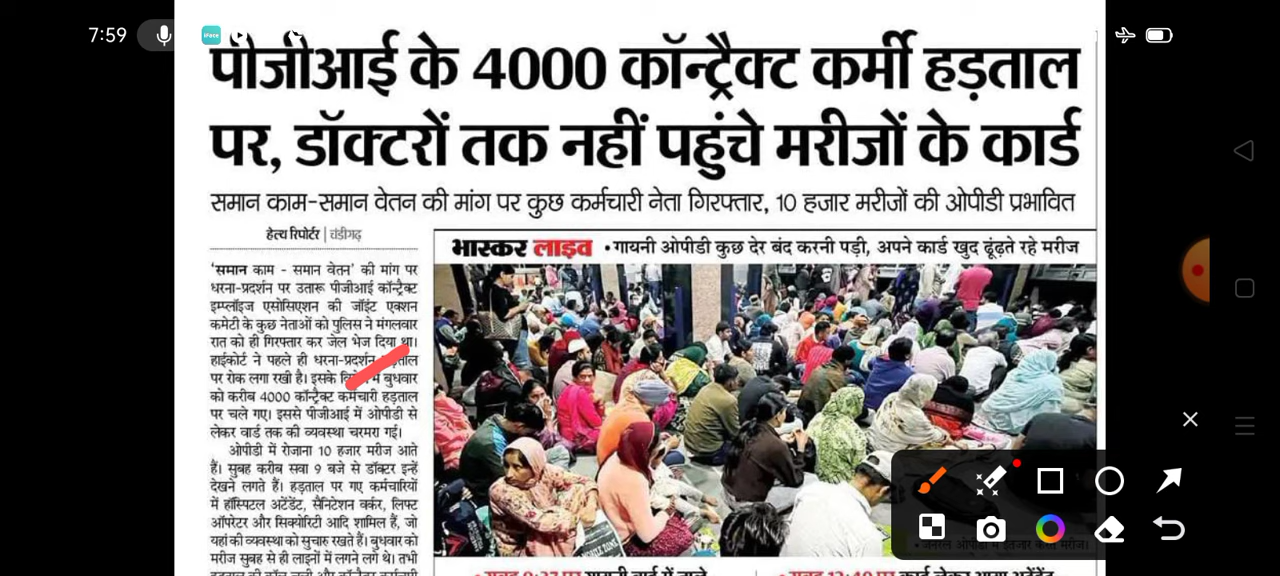 7:59
पीजीआई के 4000 कॉन्ट्रैक्ट कर्मी हड़ताल
पर, डॉक्टरों तक नहीं पहुंचे मरीजों के कार्ड
समान काम-समान वेतन की मांग पर कुछ कर्मचारी नेता गिरफ्तार, 10 हजार मरीजों की ओपीडी प्रभावित
हेल्थ रिपोर्टर | चंडीगढ़
'समान काम - समान वेतन' की मांग पर
धरना-प्रदर्शन पर उतारू पीजीआई कॉन्ट्रैक्ट
इम्प्लॉइज एसोसिएशन की जॉइंट एक्शन
कमेटी के कुछ नेताओं को पुलिस ने मंगलवार
रात को ही गिरफ्तार कर जेल भेज दिया था।
हाईकोर्ट ने पहले ही धरना-प्रदर्शन
पर रोक लगा रखी है। इसके में बुधवार
को करीब 4000 कॉन्ट्रैक्ट कर्मचारी हड़ताल
पर चले गए। इससे पीजीआई में ओपीडी से
लेकर वार्ड तक की व्यवस्था चरमरा गई।
ओपीडी में रोजाना 10 हजार मरीज आते
हैं। सुबह करीब सवा 9 बजे से डॉक्टर इन्हें
देखने लगते हैं। हड़ताल पर गए कर्मचारियों
में हॉस्पिटल अटेंडेंट, सैनिटेशन वर्कर, लिफ्ट
ऑपरेटर और सिक्योरिटी आदि शामिल हैं, जो
यहां की व्यवस्था को सुचारु रखते हैं। बुधवार को
मरीज सुबह से ही लाइनों में लगने लगे थे। तभी
भास्कर लाइव • गायनी ओपीडी कुछ देर बंद करनी पड़ी, अपने कार्ड खुद ढूंढ़ते रहे मरीज